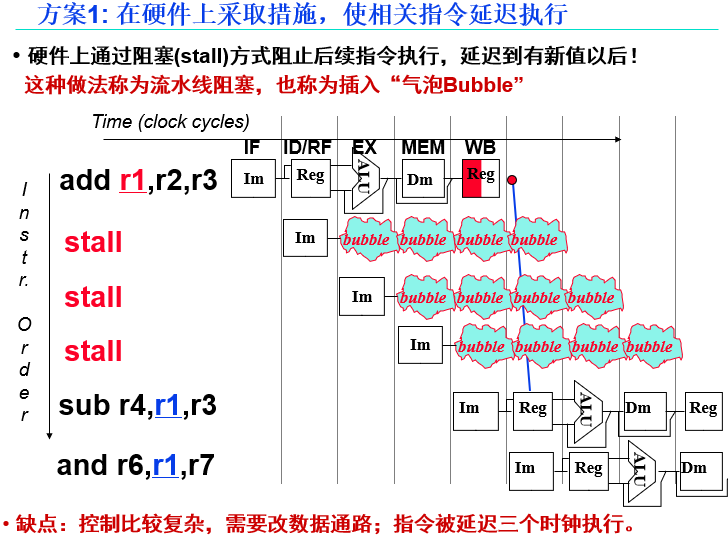 方案1: 在硬件上采取措施，使相关指令延迟执行
• 硬件上通过阻塞(stall)方式阻止后续指令执行，延迟到有新值以后！
这种做法称为流水线阻塞，也称为插入“气泡Bubble”
Time (clock cycles)
IF ID/RF EX MEM WB
Instr. Order
add r1,r2,r3 Im Reg ALU Dm Reg
stall Im bubble bubble bubble bubble
stall Im bubble bubble bubble bubble
stall Im bubble bubble bubble bubble
sub r4,r1,r3 Im Reg ALU Dm Reg
and r6,r1,r7 Im Reg ALU Dm
• 缺点：控制比较复杂，需要改数据通路；指令被延迟三个时钟执行。